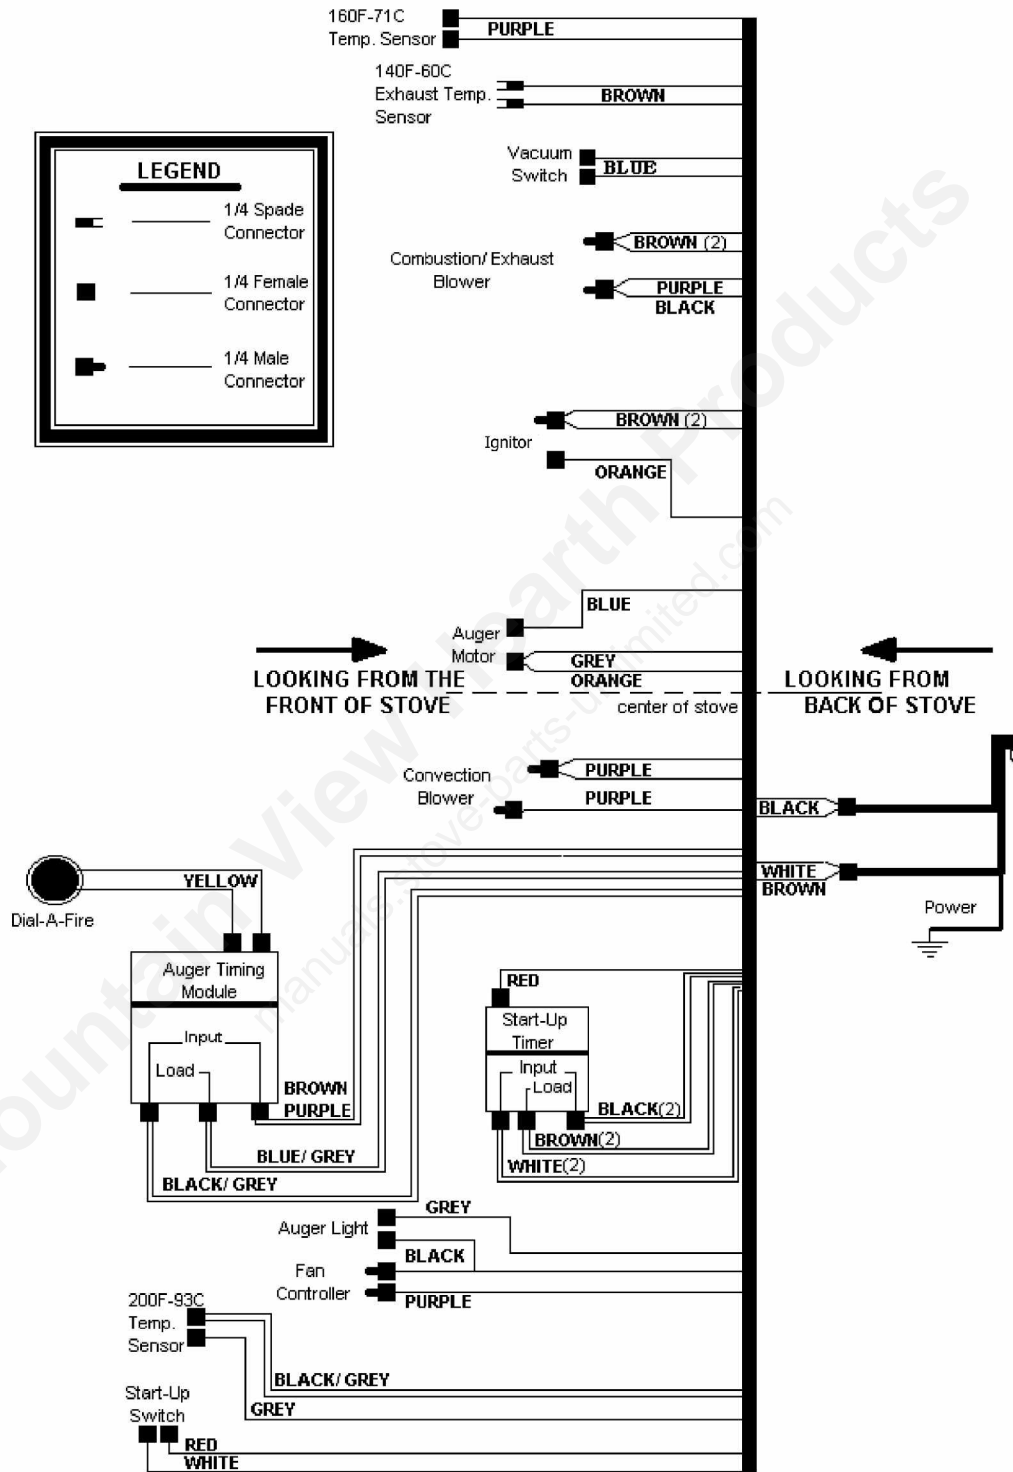 160F-71C
Temp. Sensor
PURPLE
140F-60C
Exhaust Temp.
Sensor
BROWN
Vacuum
Switch
BLUE
LEGEND
1/4 Spade
Connector
1/4 Female
Connector
1/4 Male
Connector
Combustion/ Exhaust
Blower
BROWN (2)
PURPLE
BLACK
Ignitor
BROWN (2)
ORANGE
BLUE
Auger
Motor
GREY
ORANGE
LOOKING FROM THE
FRONT OF STOVE
center of stove
LOOKING FROM
BACK OF STOVE
Convection
Blower
PURPLE
PURPLE
BLACK
WHITE
BROWN
Power
YELLOW
Dial-A-Fire
Auger Timing
Module
Input
Load
BROWN
PURPLE
BLUE/ GREY
BLACK/ GREY
RED
Start-Up
Timer
Input
Load
BLACK(2)
BROWN(2)
WHITE(2)
Auger Light
GREY
BLACK
Fan
Controller
PURPLE
200F-93C
Temp.
Sensor
BLACK/ GREY
GREY
Start-Up
Switch
RED
WHITE
Mountain View Hearth Products
manuals.stove-parts-unlimited.com